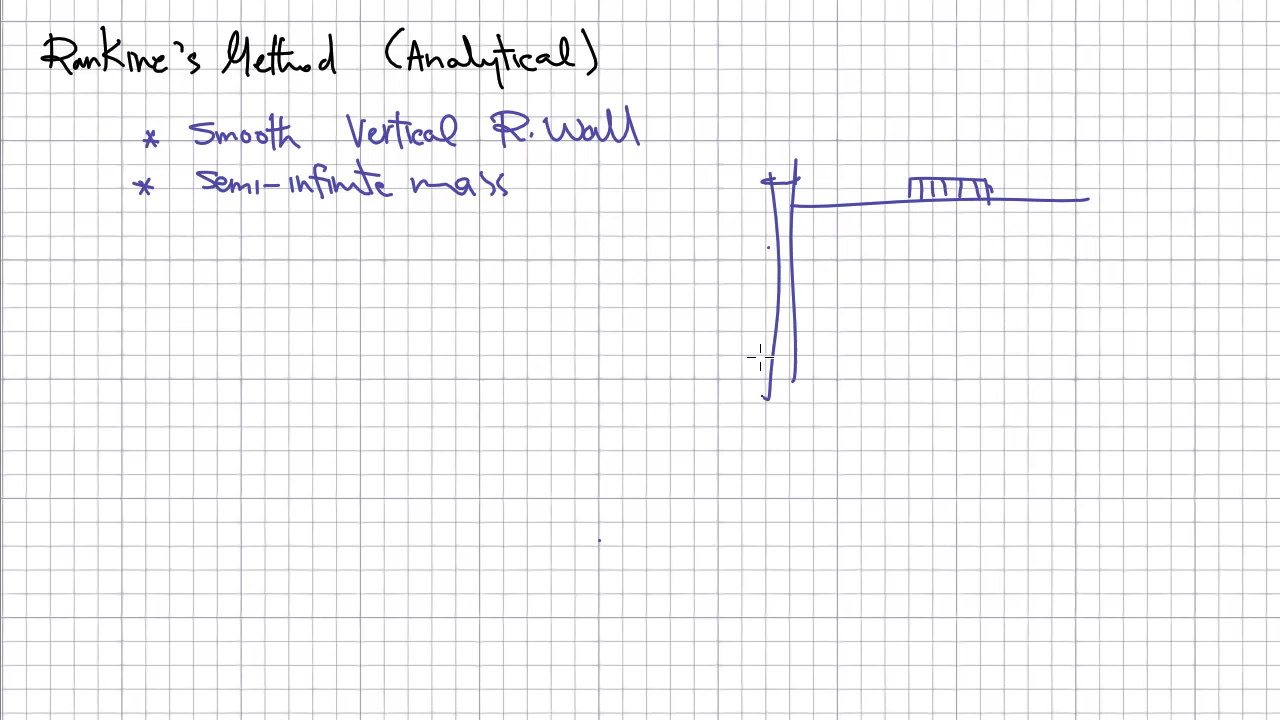 Rankine's Method (Analytical)
* Smooth Vertical R. Wall
* Semi-infinite mass